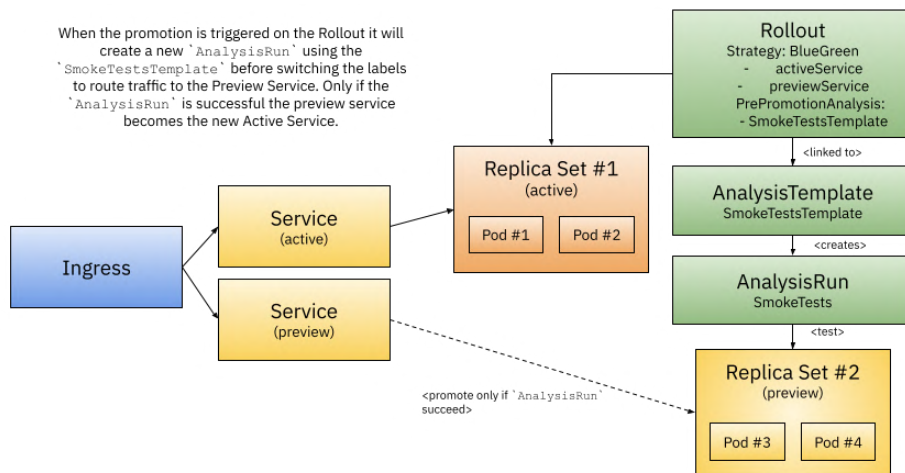 When the promotion is triggered on the Rollout it will
create a new `AnalysisRun` using the
`SmokeTestsTemplate` before switching the labels
to route traffic to the Preview Service. Only if the
`AnalysisRun` is successful the preview service
becomes the new Active Service.
Rollout
Strategy: BlueGreen
- activeService
- previewService
PrePromotionAnalysis:
- SmokeTestsTemplate
<linked to>
Replica Set #1
(active)
Pod #1
Pod #2
AnalysisTemplate
SmokeTestsTemplate
<creates>
Service
(active)
Ingress
Service
(preview)
AnalysisRun
SmokeTests
<test>
<promote only if `AnalysisRun`
succeed>
Replica Set #2
(preview)
Pod #3
Pod #4